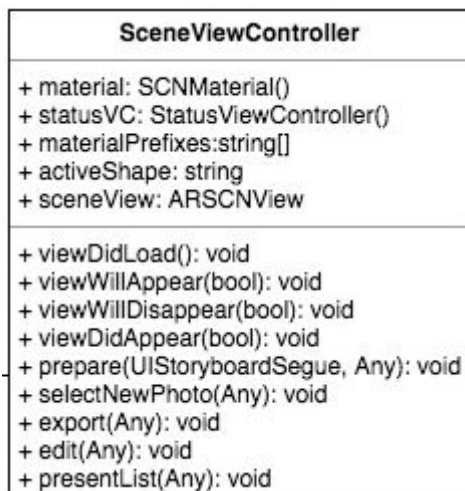 SceneViewController
+ material: SCNMaterial()
+ statusVC: StatusViewController()
+ materialPrefixes:string[]
+ activeShape: string
+ sceneView: ARSCNView
+ viewDidLoad(): void
+ viewWillAppear(bool): void
+ viewWillDisappear(bool): void
+ viewDidAppear(bool): void
+ prepare(UIStoryboardSegue, Any): void
+ selectNewPhoto(Any): void
+ export(Any): void
+ edit(Any): void
+ presentList(Any): void